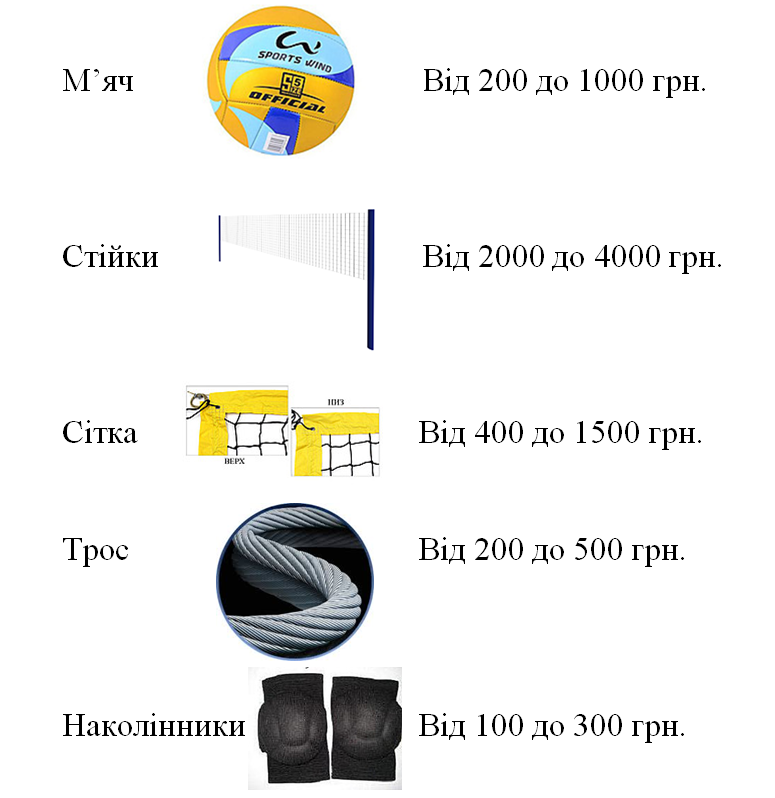 М’яч
SPORTS WIND
5
OFFICIAL
Від 200 до 1000 грн.
Стійки
Від 2000 до 4000 грн.
Сітка
ВЕРХ
НИЗ
Від 400 до 1500 грн.
Трос
Від 200 до 500 грн.
Наколінники
Від 100 до 300 грн.